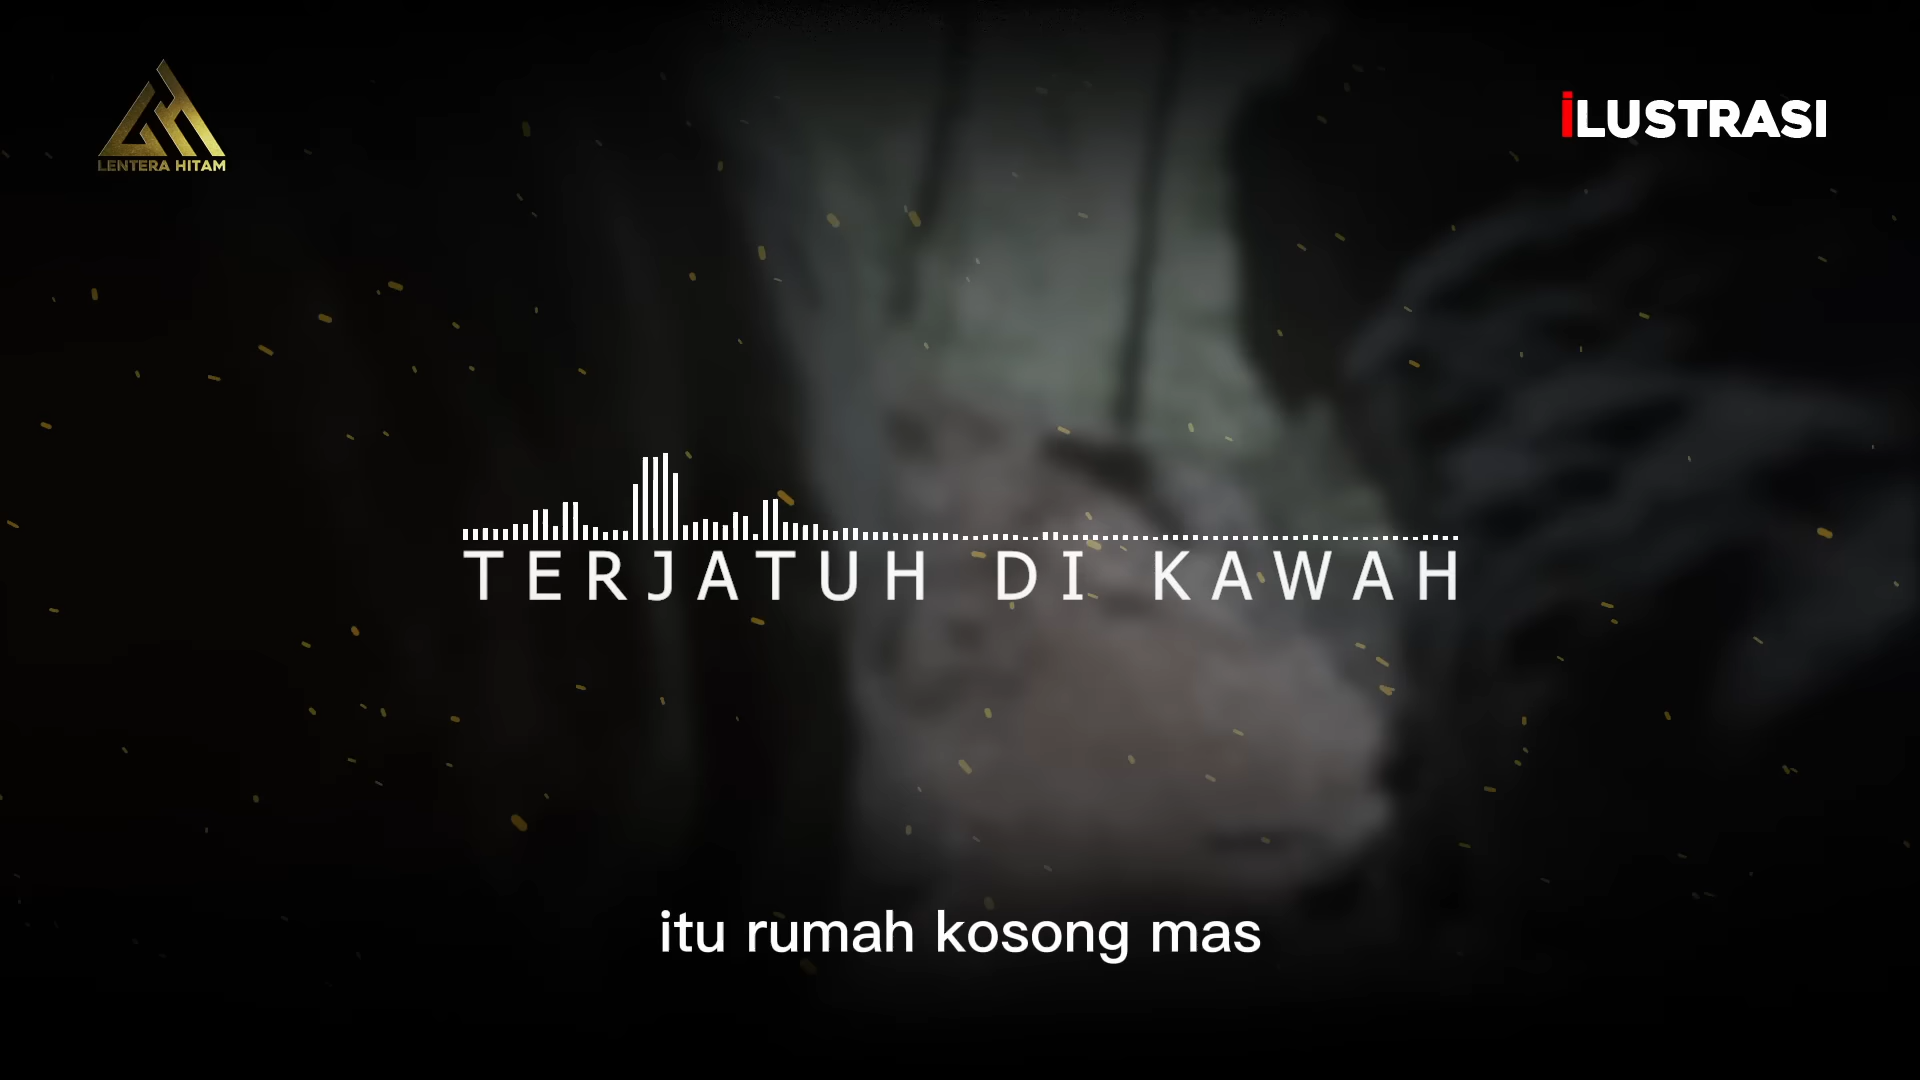 LENTERA HITAM
iLUSTRASI
TERJATUH DI KAWAH
itu rumah kosong mas